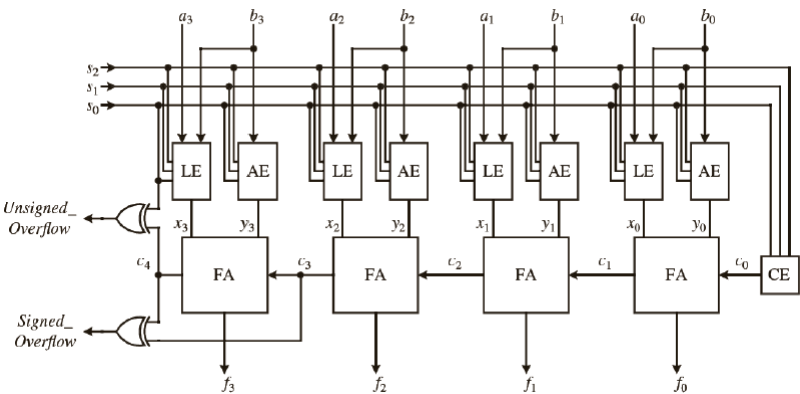 a3 b3 a2 b2 a1 b1 a0 b0
s2
s1
s0
LE AE LE AE LE AE LE AE
Unsigned_
Overflow
x3 y3 x2 y2 x1 y1 x0 y0
c4 FA c3 FA c2 FA c1 FA c0 CE
Signed_
Overflow
f3 f2 f1 f0